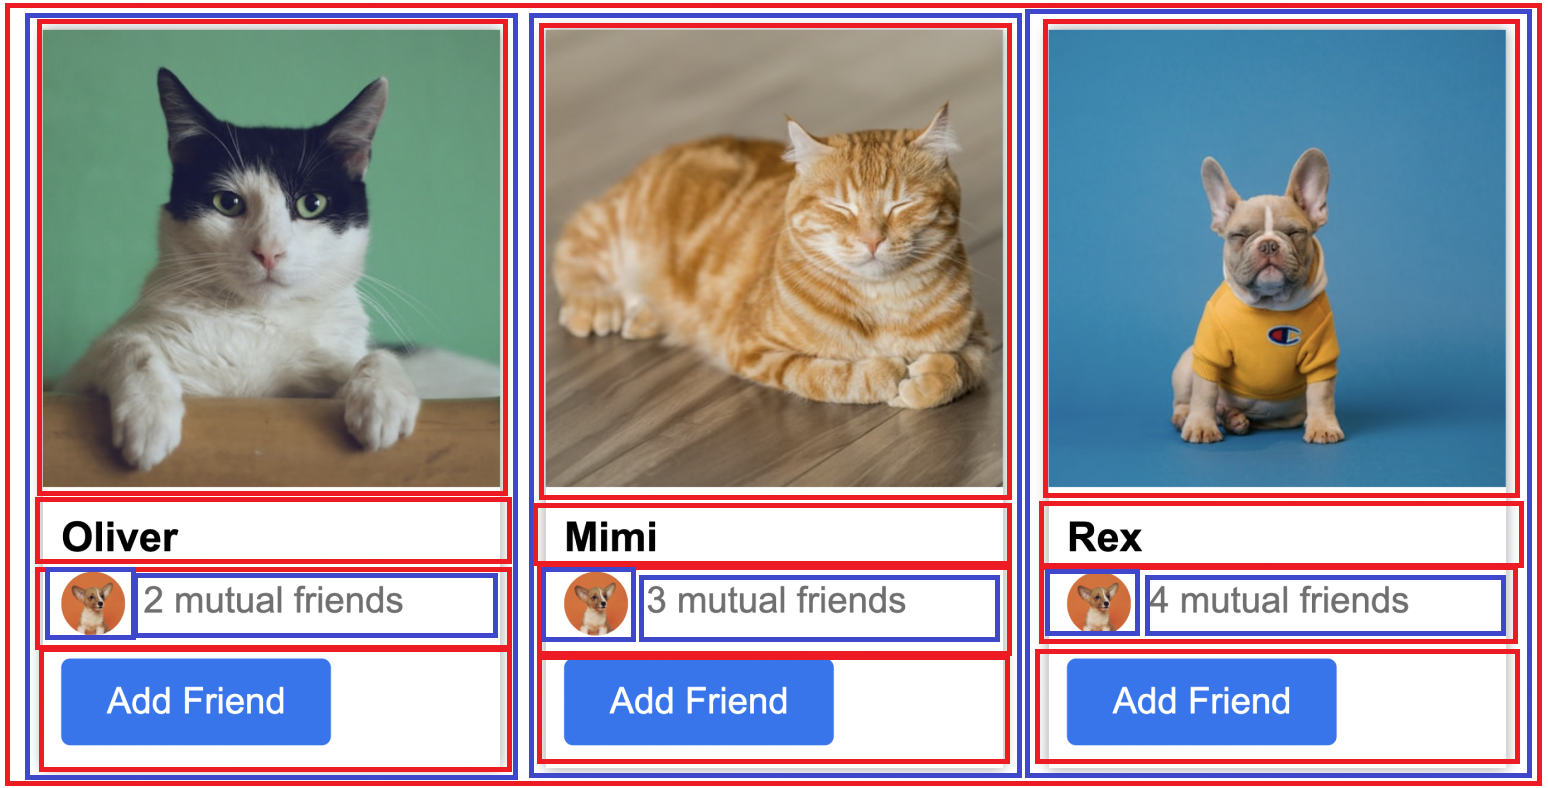 Oliver
2 mutual friends
Add Friend
Mimi
3 mutual friends
Add Friend
Rex
4 mutual friends
Add Friend